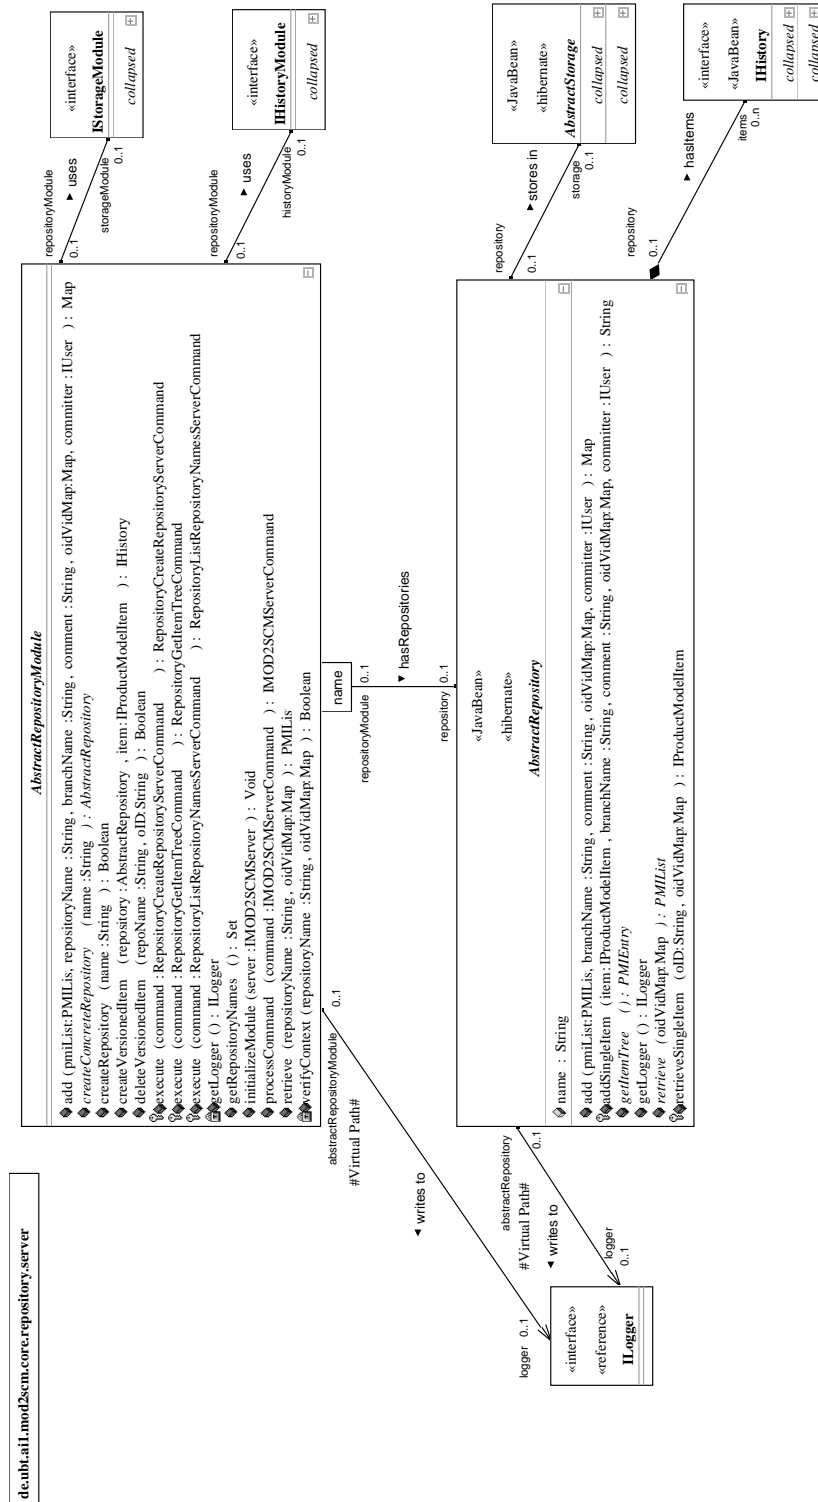 de.ubt.ai1.mod2scm.core.repository.server
AbstractRepositoryModule
add (pmiList:PMILis, repositoryName :String, branchName :String, comment :String, oidVidMap:Map, committer :IUser ): Map
createConcreteRepository (name :String ): AbstractRepository
createRepository (name :String ): Boolean
createVersionedItem (repository :AbstractRepository , item:IProductModelItem ): IHistory
deleteVersionedItem (repoName :String, oID:String ): Boolean
execute (command :RepositoryCreateRepositoryServerCommand ): RepositoryCreateRepositoryServerCommand
execute (command :RepositoryGetItemTreeCommand ): RepositoryGetItemTreeCommand
execute (command :RepositoryListRepositoryNamesServerCommand ): RepositoryListRepositoryNamesServerCommand
getLogger (): ILogger
getRepositoryNames (): Set
initializeModule (server :IMOD2SCMServer ): Void
processCommand (command :IMOD2SCMServerCommand ): IMOD2SCMServerCommand
retrieve (repositoryName :String, oidVidMap:Map ): PMILis
verifyContext (repositoryName :String, oidVidMap:Map ): Boolean
repositoryModule
0..1
▶ uses
storageModule
0..1
«interface»
IStorageModule
collapsed
repositoryModule
0..1
▶ uses
historyModule
0..1
«interface»
IHistoryModule
collapsed
name
repositoryModule 0..1
▼ hasRepositories
repository 0..1
abstractRepositoryModule 0..1
#Virtual Path#
◀ writes to
logger 0..1
abstractRepository
0..1
#Virtual Path#
◀ writes to
logger
0..1
«interface»
«reference»
ILogger
«JavaBean»
«hibernate»
AbstractRepository
name : String
add (pmiList:PMILis, branchName :String, comment :String, oidVidMap:Map, committer :IUser ): Map
addSingleItem (item:IProductModelItem , branchName :String, comment :String, oidVidMap:Map, committer :IUser ): String
getItemTree (): PMIEntry
getLogger (): ILogger
retrieve (oidVidMap:Map ): PMIList
retrieveSingleItem (oID:String, oidVidMap:Map ): IProductModelItem
repository
0..1
▶ stores in
storage
0..1
«JavaBean»
«hibernate»
AbstractStorage
collapsed
collapsed
repository
0..1
▶ hasItems
items
0..n
«interface»
«JavaBean»
IHistory
collapsed
collapsed